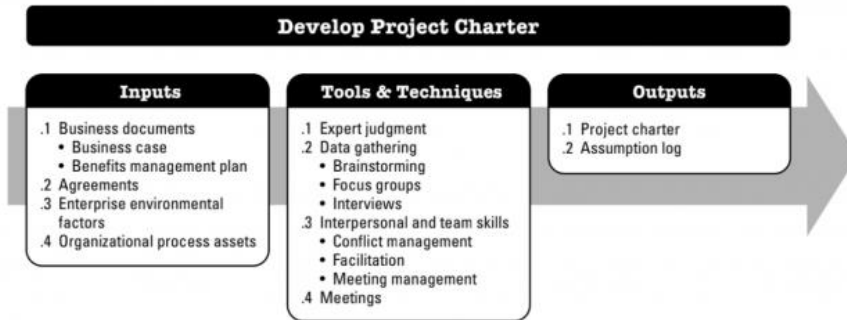 Develop Project Charter
Inputs
.1 Business documents
• Business case
• Benefits management plan
.2 Agreements
.3 Enterprise environmental
factors
.4 Organizational process assets
Tools & Techniques
.1 Expert judgment
.2 Data gathering
• Brainstorming
• Focus groups
• Interviews
.3 Interpersonal and team skills
• Conflict management
• Facilitation
• Meeting management
.4 Meetings
Outputs
.1 Project charter
.2 Assumption log